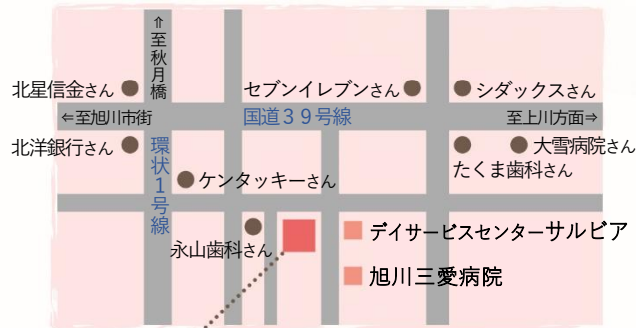 ⇧至秋月橋
北星信金さん
セブンイレブンさん
シダックスさん
⇐至旭川市街
国道39号線
至上川方面⇒
北洋銀行さん
環状1号線
大雪病院さん
たくま歯科さん
ケンタッキーさん
永山歯科さん
デイサービスセンターサルビア
旭川三愛病院